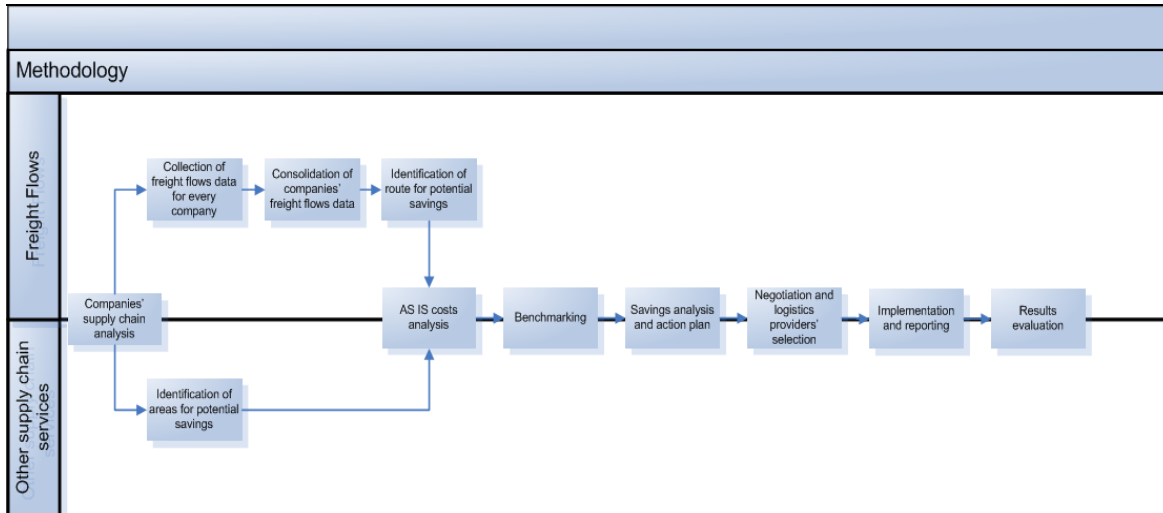 Methodology
Freight Flows
Collection of
freight flows data
for every
company
Consolidation of
companies'
freight flows data
Identification of
route for potential
savings
Companies'
supply chain
analysis
AS IS costs
analysis
Benchmarking
Savings analysis
and action plan
Negotiation and
logistics
providers'
selection
Implementation
and reporting
Results
evaluation
Other supply chain
services
Identification of
areas for potential
savings